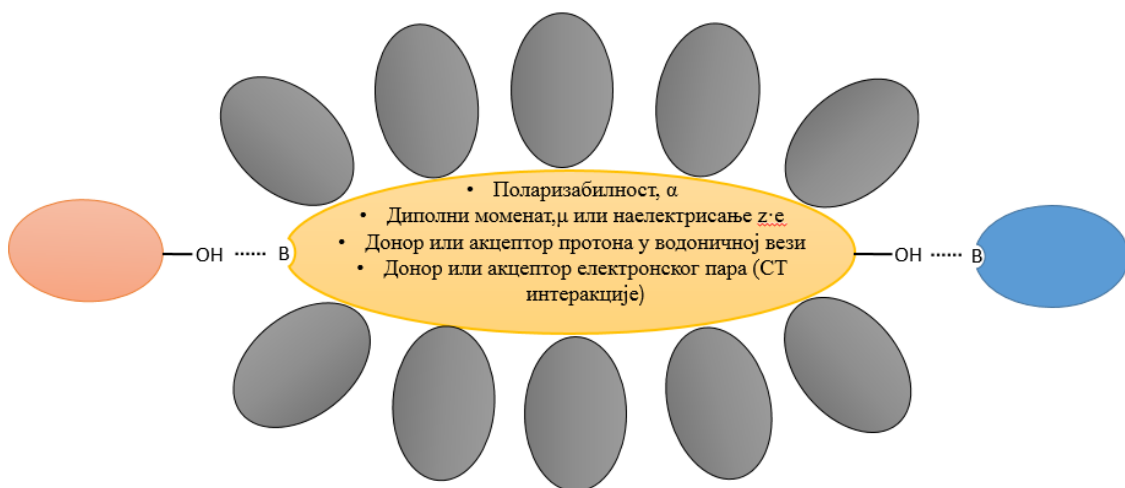 • Поларизабилност, α
• Диполни моменат,μ или наелектрисање z·e
• Донор или акцептор протона у водоничној вези
• Донор или акцептор електронског пара (СТ
интеракције)
OH ...... B
OH ...... B